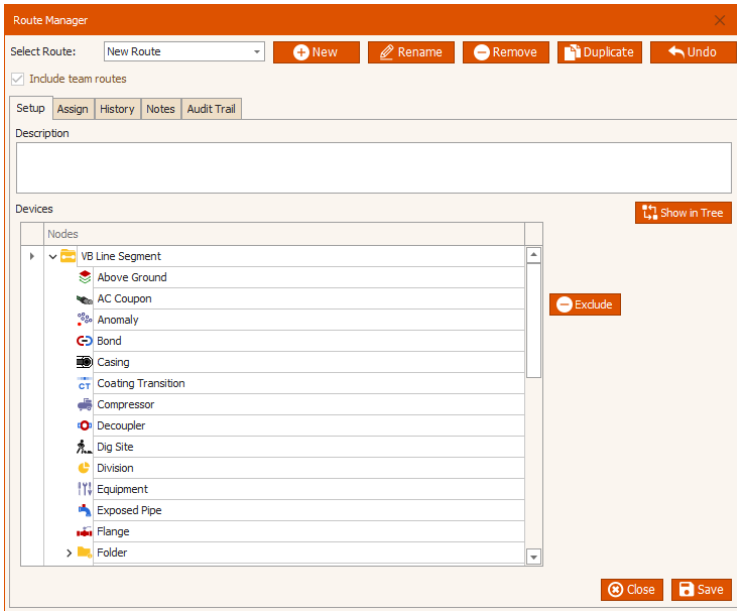 Route Manager
Select Route: New Route New Rename Remove Duplicate Undo
Include team routes
Setup Assign History Notes Audit Trail
Description
Devices Show in Tree
Nodes
VB Line Segment
Above Ground
AC Coupon
Anomaly
Exclude
Bond
Casing
CT Coating Transition
Compressor
Decoupler
Dig Site
Division
Equipment
Exposed Pipe
Flange
Folder
Close Save